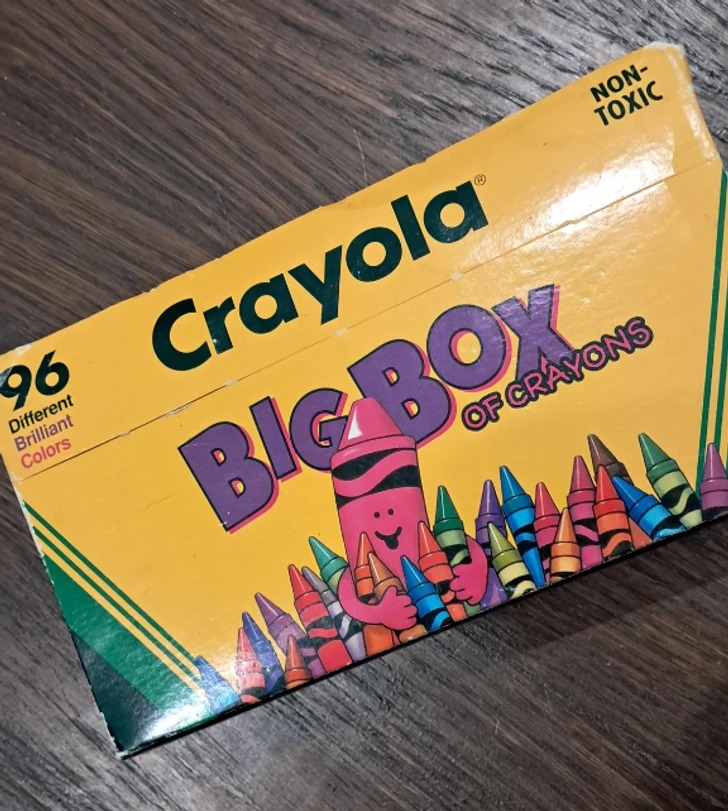 NON-
TOXIC
Crayola®
96
Different
Brilliant
Colors
BIG BOX
OF CRAYONS